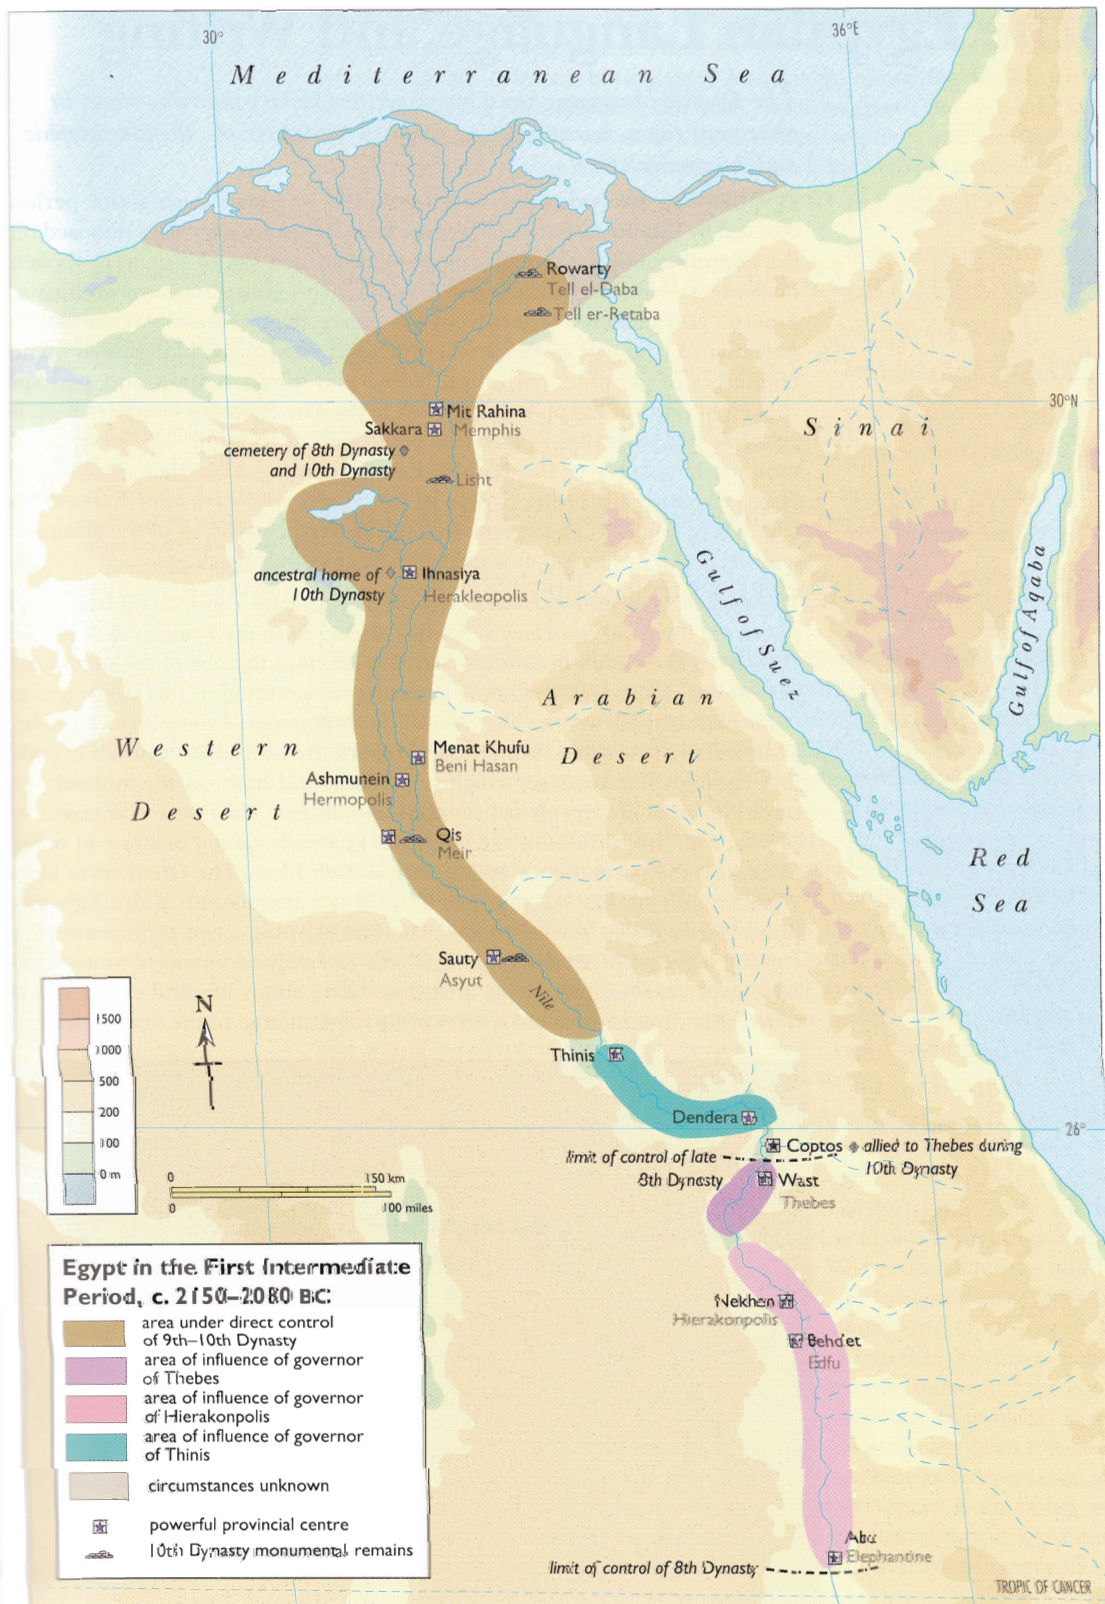 30°
36°E
Mediterranean Sea
Rowarty
Tell el-Daba
Tell er-Retaba
30°N
Mit Rahina
Sakkara
Memphis
Sinai
cemetery of 8th Dynasty
and 10th Dynasty
Lisht
Gulf of Suez
Gulf of Aqaba
ancestral home of
10th Dynasty
Ihnasiya
Herakleopolis
Arabian
Desert
Western
Desert
Menat Khufu
Beni Hasan
Ashmunein
Hermopolis
Qis
Meir
Red
Sea
Sauty
Asyut
Nile
N
1500
1000
500
200
100
0 m
Thinis
Dendera
26°
Coptos
allied to Thebes during
10th Dynasty
limit of control of late
8th Dynasty
Wast
Thebes
0
150 km
0
100 miles
Nekhen
Hierakonpolis
Behdet
Edfu
Egypt in the First Intermediate
Period, c. 2150–2080 BC
area under direct control
of 9th–10th Dynasty
area of influence of governor
of Thebes
area of influence of governor
of Hierakonpolis
area of influence of governor
of Thinis
circumstances unknown
powerful provincial centre
10th Dynasty monumental remains
Abu
Elephantine
limit of control of 8th Dynasty
TROPIC OF CANCER